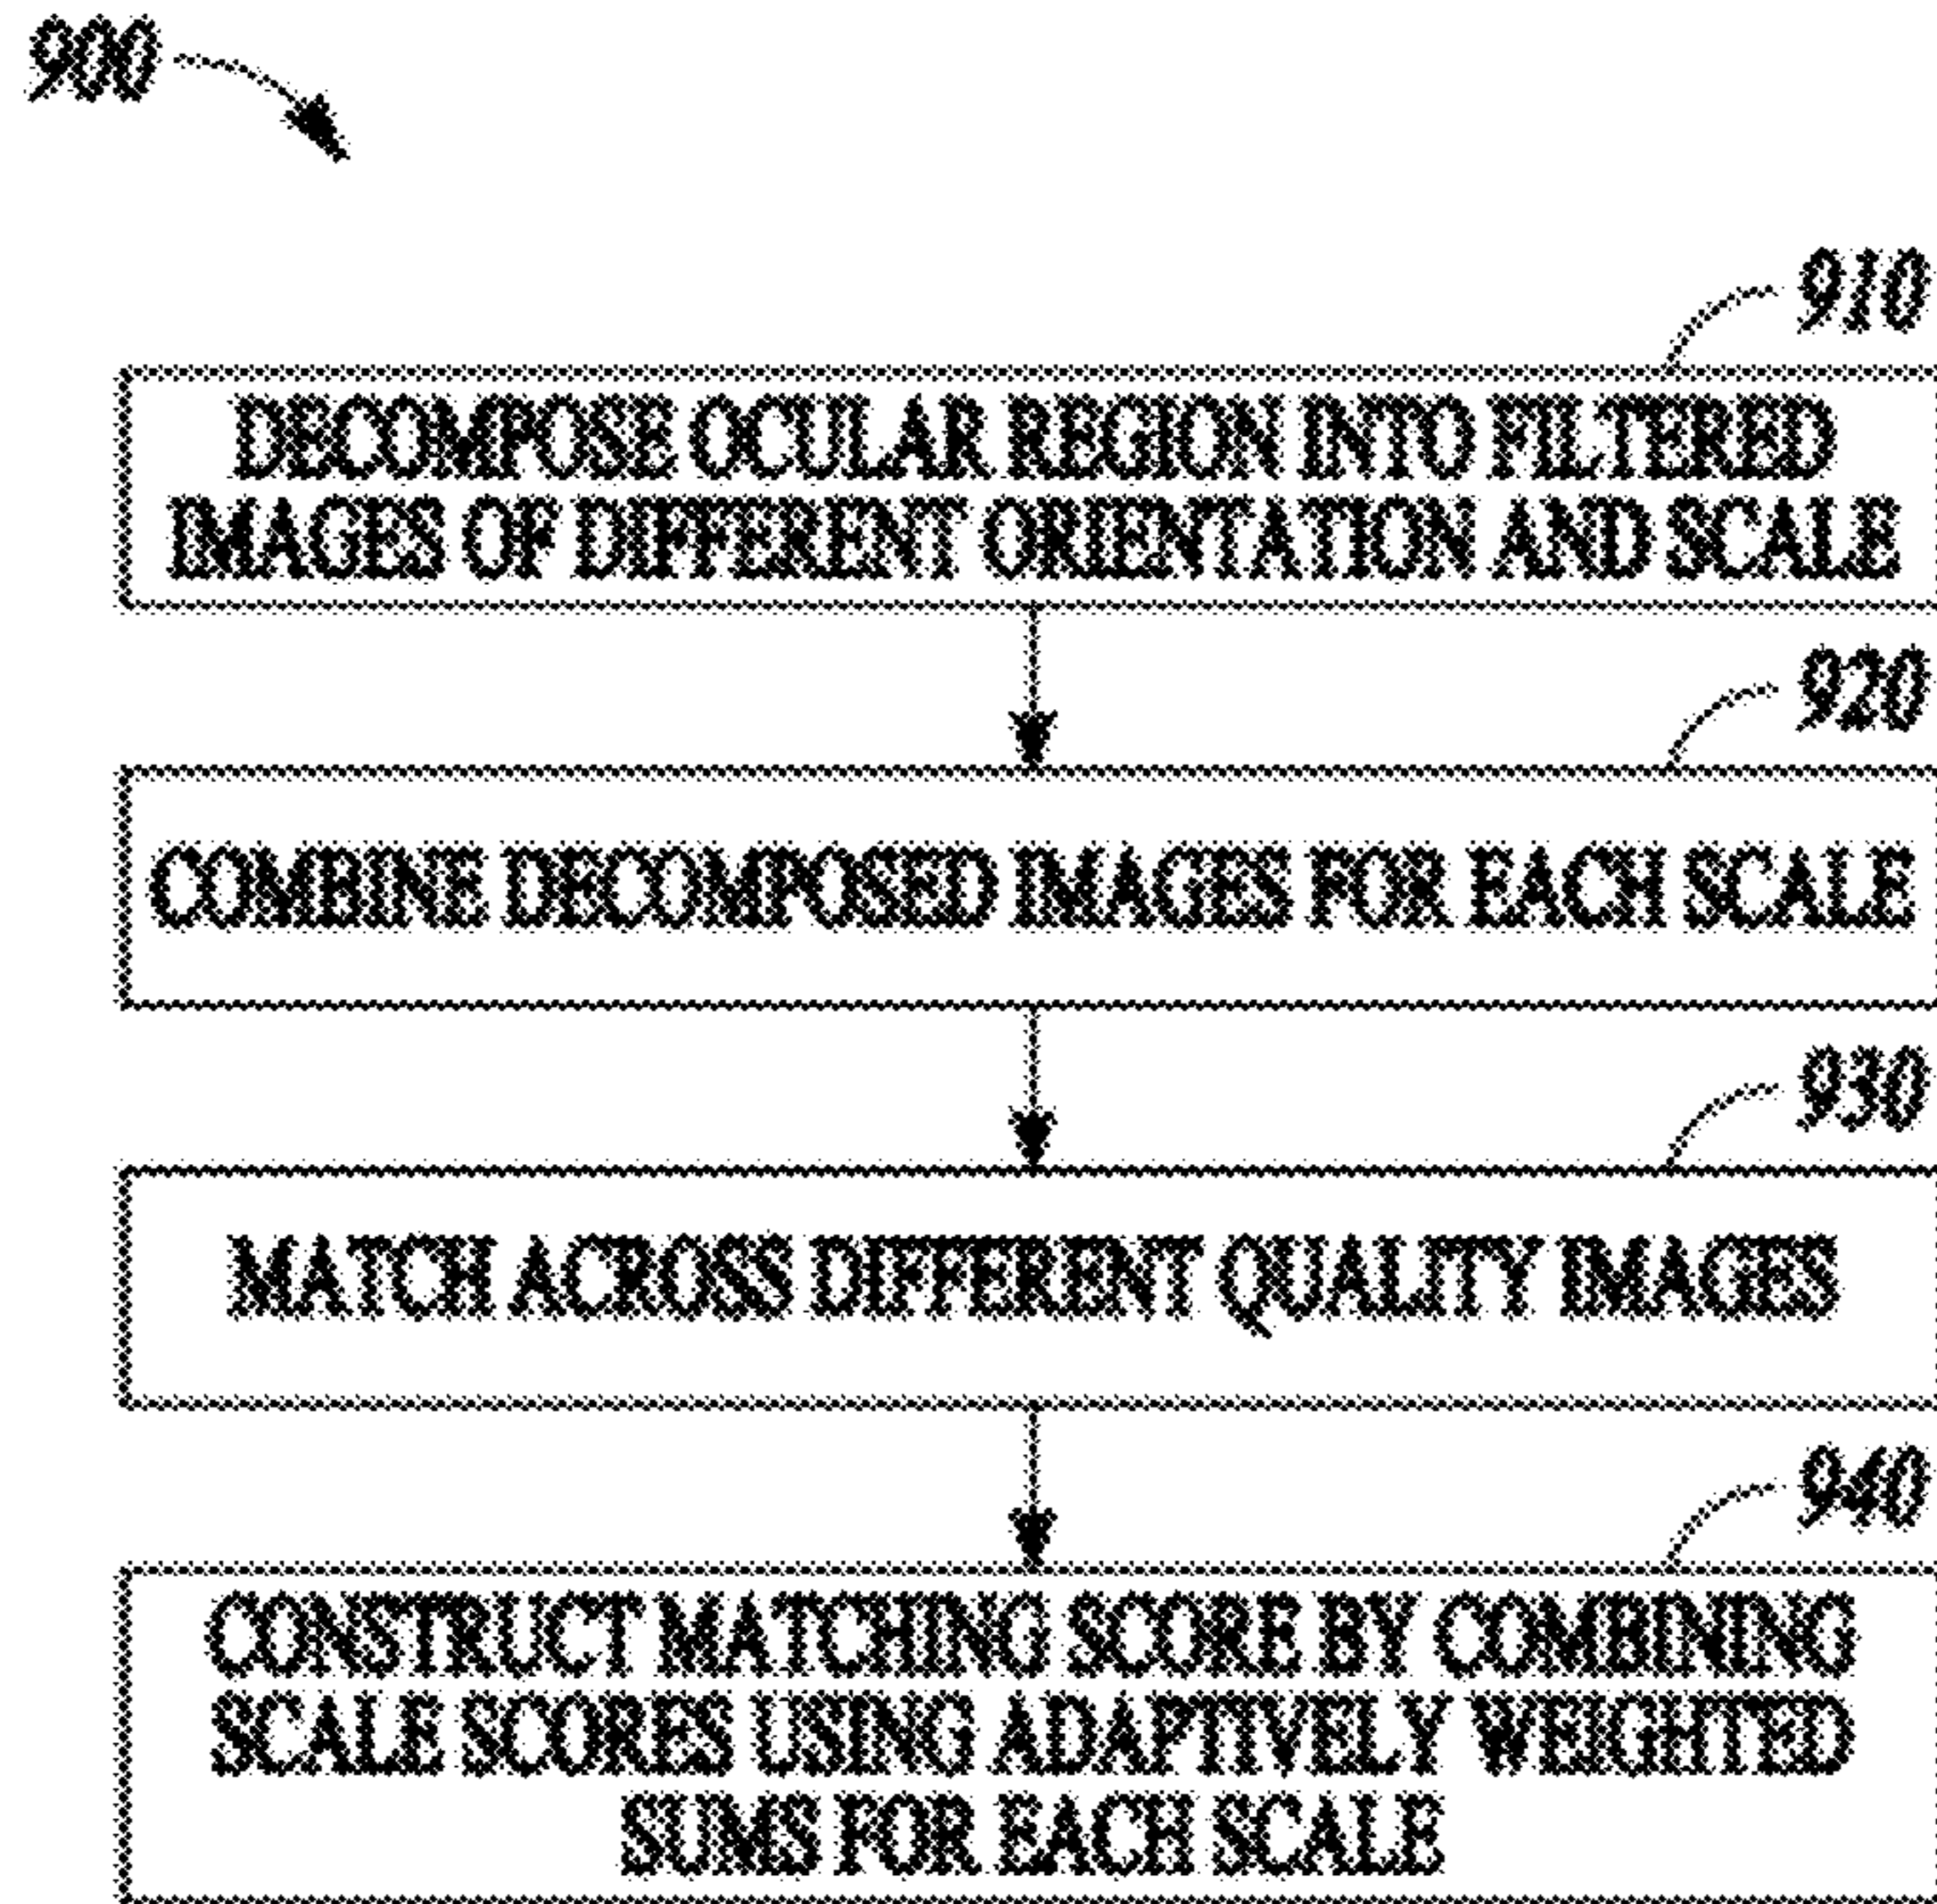 900
910
DECOMPOSE OCULAR REGION INTO FILTERED
IMAGES OF DIFFERENT ORIENTATION AND SCALE
920
COMBINE DECOMPOSED IMAGES FOR EACH SCALE
930
MATCH ACROSS DIFFERENT QUALITY IMAGES
940
CONSTRUCT MATCHING SCORE BY COMBINING
SCALE SCORES USING ADAPTIVELY WEIGHTED
SUMS FOR EACH SCALE